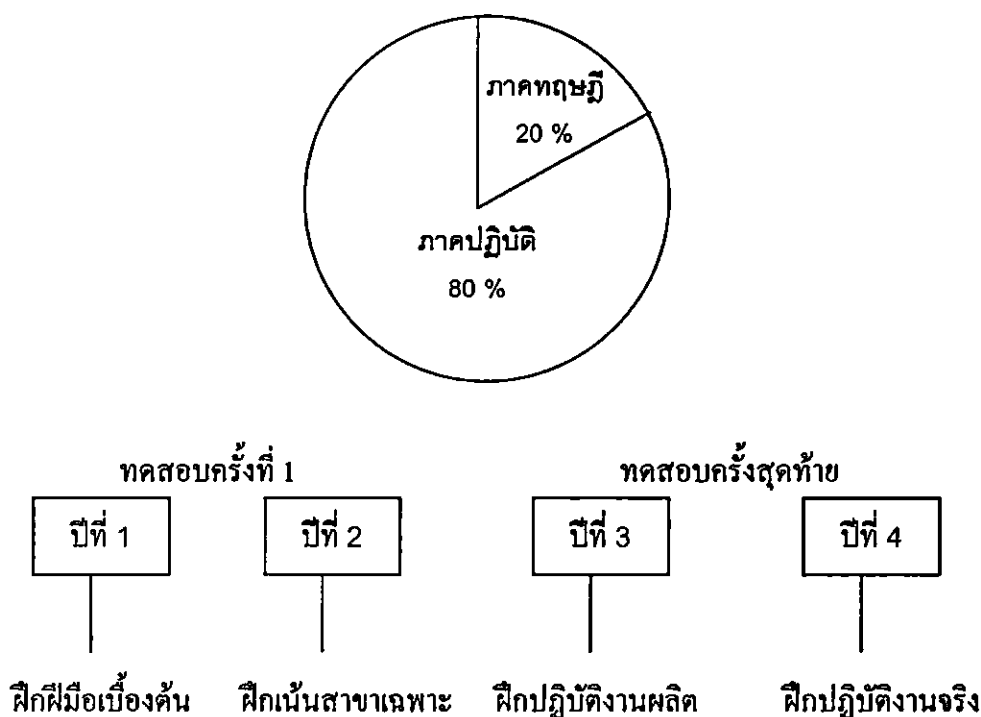 ภาคทฤษฎี
20 %
ภาคปฏิบัติ
80 %
ทดสอบครั้งที่ 1 ทดสอบครั้งสุดท้าย
ปีที่ 1 ปีที่ 2 ปีที่ 3 ปีที่ 4
ฝึกฝีมือเบื้องต้น ฝึกเน้นสาขาเฉพาะ ฝึกปฏิบัติงานผลิต ฝึกปฏิบัติงานจริง